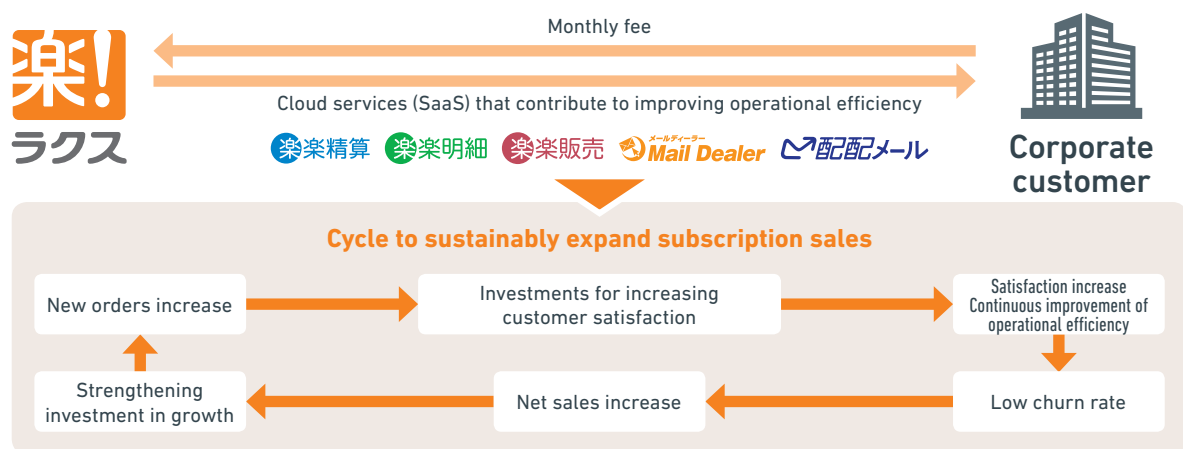 Monthly fee
楽!
ラクス
Cloud services (SaaS) that contribute to improving operational efficiency
楽楽精算 楽楽明細 楽楽販売 メールディーラー Mail Dealer 配配メール
Corporate
customer
Cycle to sustainably expand subscription sales
New orders increase
Investments for increasing
customer satisfaction
Satisfaction increase
Continuous improvement of
operational efficiency
Strengthening
investment in growth
Net sales increase
Low churn rate